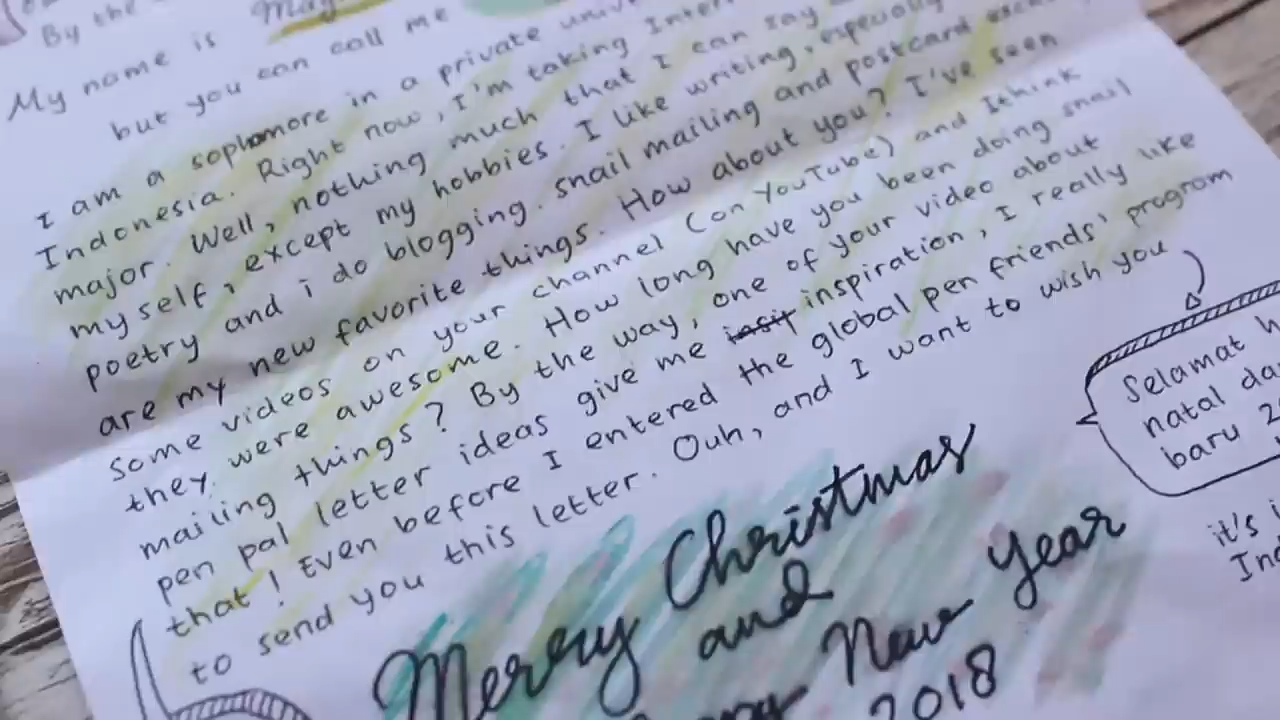 By the
My name is
but you can call me
I am a sophomore in a private
Indonesia. Right now, I'm taking
major. Well, nothing much that I can say
myself, except my hobbies. I like writing, especially
poetry and i do blogging. snail mailing and postcard
are my new favorite things. How about you? I've seen
some videos on your channel (on YouTube) and I think
they were awesome. How long have you been doing snail
mailing things? By the way, one of your video about
pen pal letter ideas give me inspiration, I really like
that! Even before I entered the global pen friends' program
to send you this letter. Ouh, and I want to wish you
Merry Christmas
and
New Year
2018
Selamat
natal
baru
it's